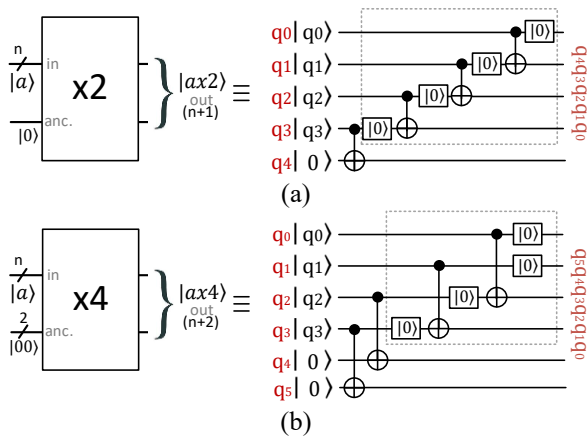 n
|a⟩
in
x2
anc.
|0⟩
|ax2⟩
out
(n+1)
≡
q0| q0⟩
|0⟩
q1| q1⟩
|0⟩
q2| q2⟩
|0⟩
q3| q3⟩
|0⟩
q4| 0⟩
q4q3q2q1q0
(a)
n
|a⟩
in
x4
2
anc.
|00⟩
|ax4⟩
out
(n+2)
≡
q0| q0⟩
|0⟩
q1| q1⟩
|0⟩
q2| q2⟩
|0⟩
q3| q3⟩
|0⟩
q4| 0⟩
q5| 0⟩
q5q4q3q2q1q0
(b)